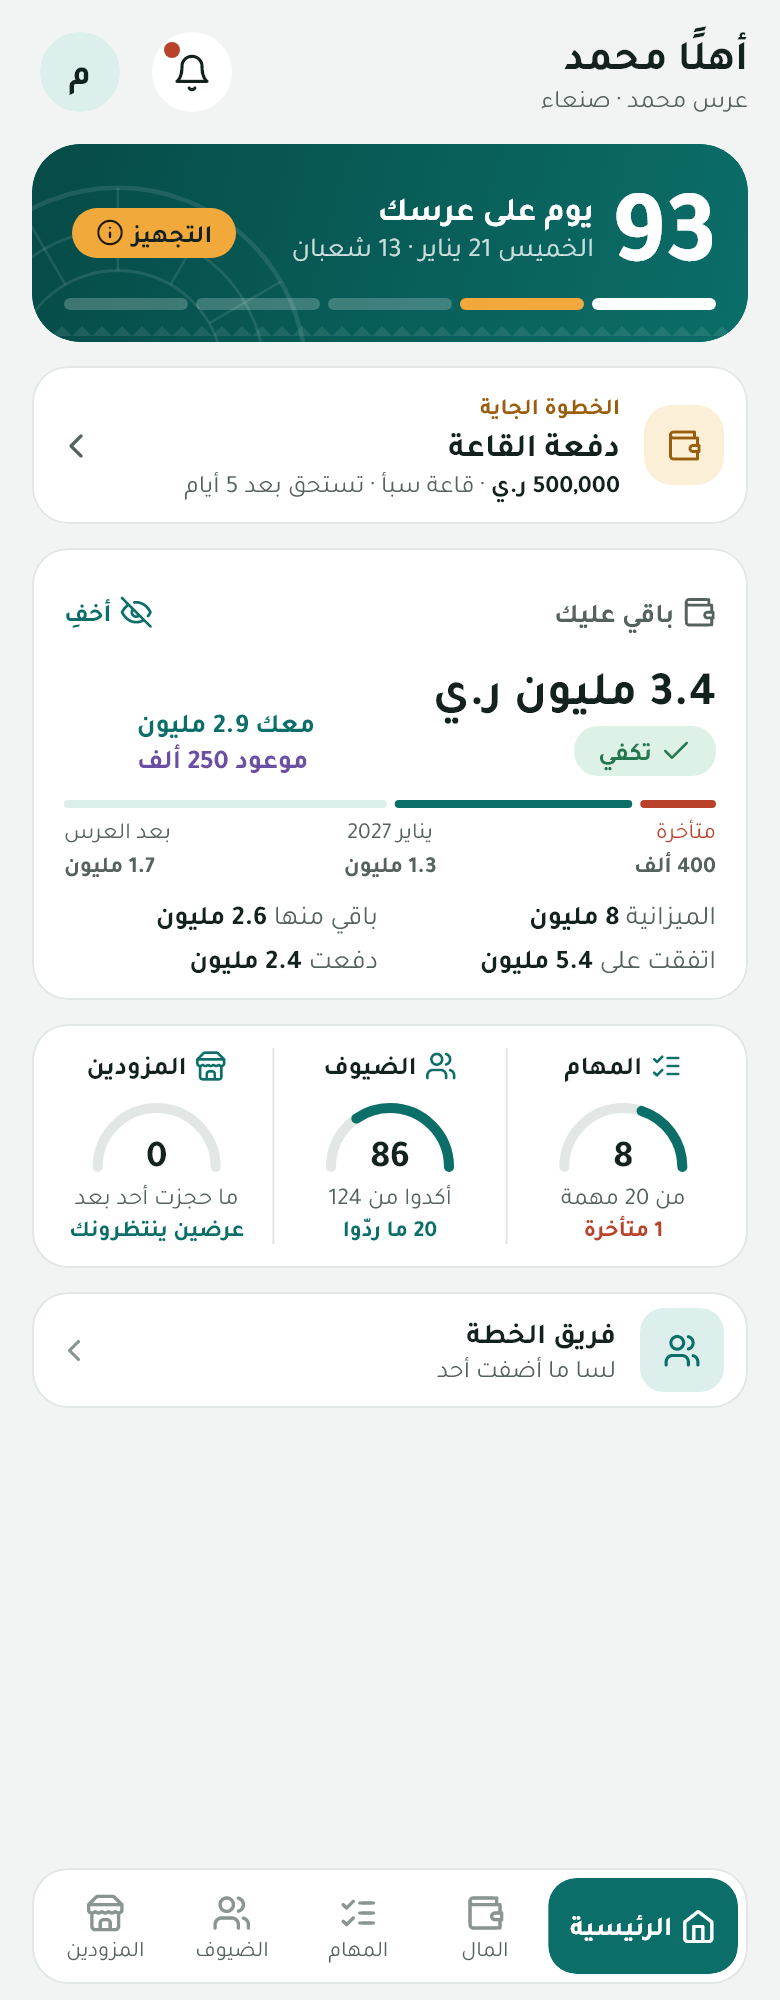 أهلًا محمد
عرس محمد · صنعاء
م
93
يوم على عرسك
الخميس 21 يناير · 13 شعبان
التجهيز
الخطوة الجاية
دفعة القاعة
500,000 ر.ي · قاعة سبأ · تستحق بعد 5 أيام
باقي عليك
أخفِ
3.4 مليون ر.ي
تكفي
معك 2.9 مليون
موعود 250 ألف
متأخرة
400 ألف
يناير 2027
1.3 مليون
بعد العرس
1.7 مليون
الميزانية 8 مليون
باقي منها 2.6 مليون
اتفقت على 5.4 مليون
دفعت 2.4 مليون
المهام
8
من 20 مهمة
1 متأخرة
الضيوف
86
أكدوا من 124
20 ما ردّوا
المزودين
0
ما حجزت أحد بعد
عرضين ينتظرونك
فريق الخطة
لسا ما أضفت أحد
الرئيسية
المال
المهام
الضيوف
المزودين